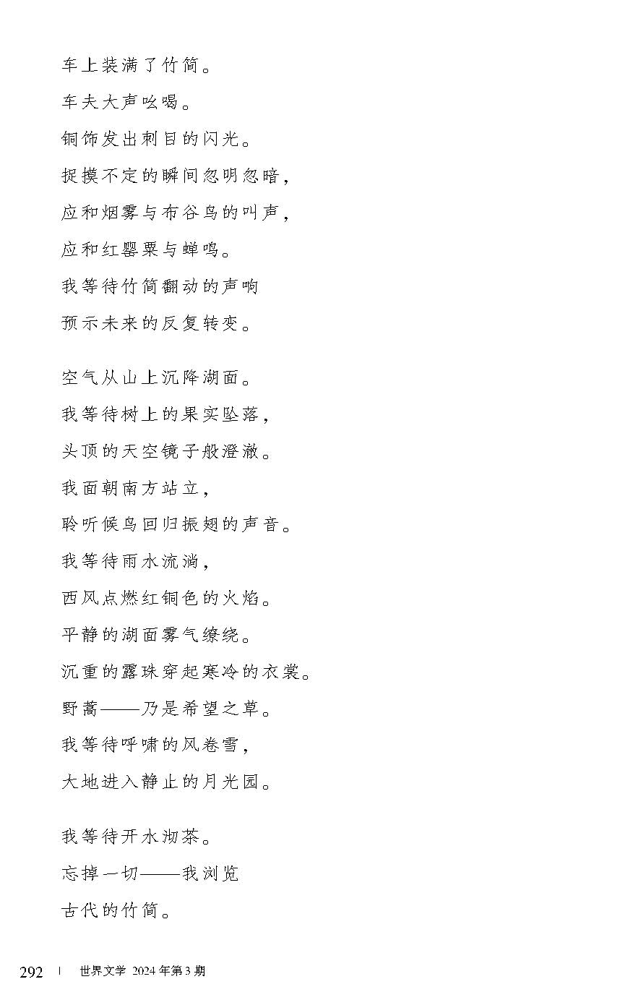 车上装满了竹简。
车夫大声吆喝。
铜饰发出刺目的闪光。
捉摸不定的瞬间忽明忽暗，
应和烟雾与布谷鸟的叫声，
应和红罂粟与蝉鸣。
我等待竹简翻动的声响
预示未来的反复转变。
空气从山上沉降湖面。
我等待树上的果实坠落，
头顶的天空镜子般澄澈。
我面朝南方站立，
聆听候鸟回归振翅的声音。
我等待雨水流淌，
西风点燃红铜色的火焰。
平静的湖面雾气缭绕。
沉重的露珠穿起寒冷的衣裳。
野蒿——乃是希望之草。
我等待呼啸的风卷雪，
大地进入静止的月光园。
我等待开水沏茶。
忘掉一切——我浏览
古代的竹简。
292 | 世界文学 2024 年第 3 期